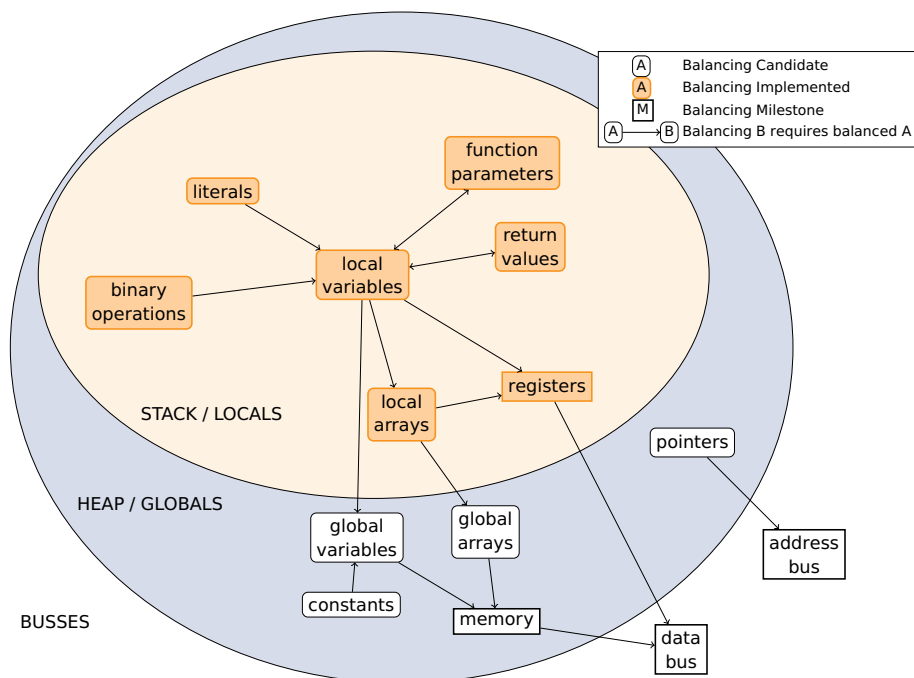 A Balancing Candidate
A Balancing Implemented
M Balancing Milestone
A B Balancing B requires balanced A
function
parameters
literals
return
values
local
variables
binary
operations
registers
local
arrays
STACK / LOCALS
pointers
HEAP / GLOBALS
global
variables
global
arrays
address
bus
constants
memory
BUSSES
data
bus